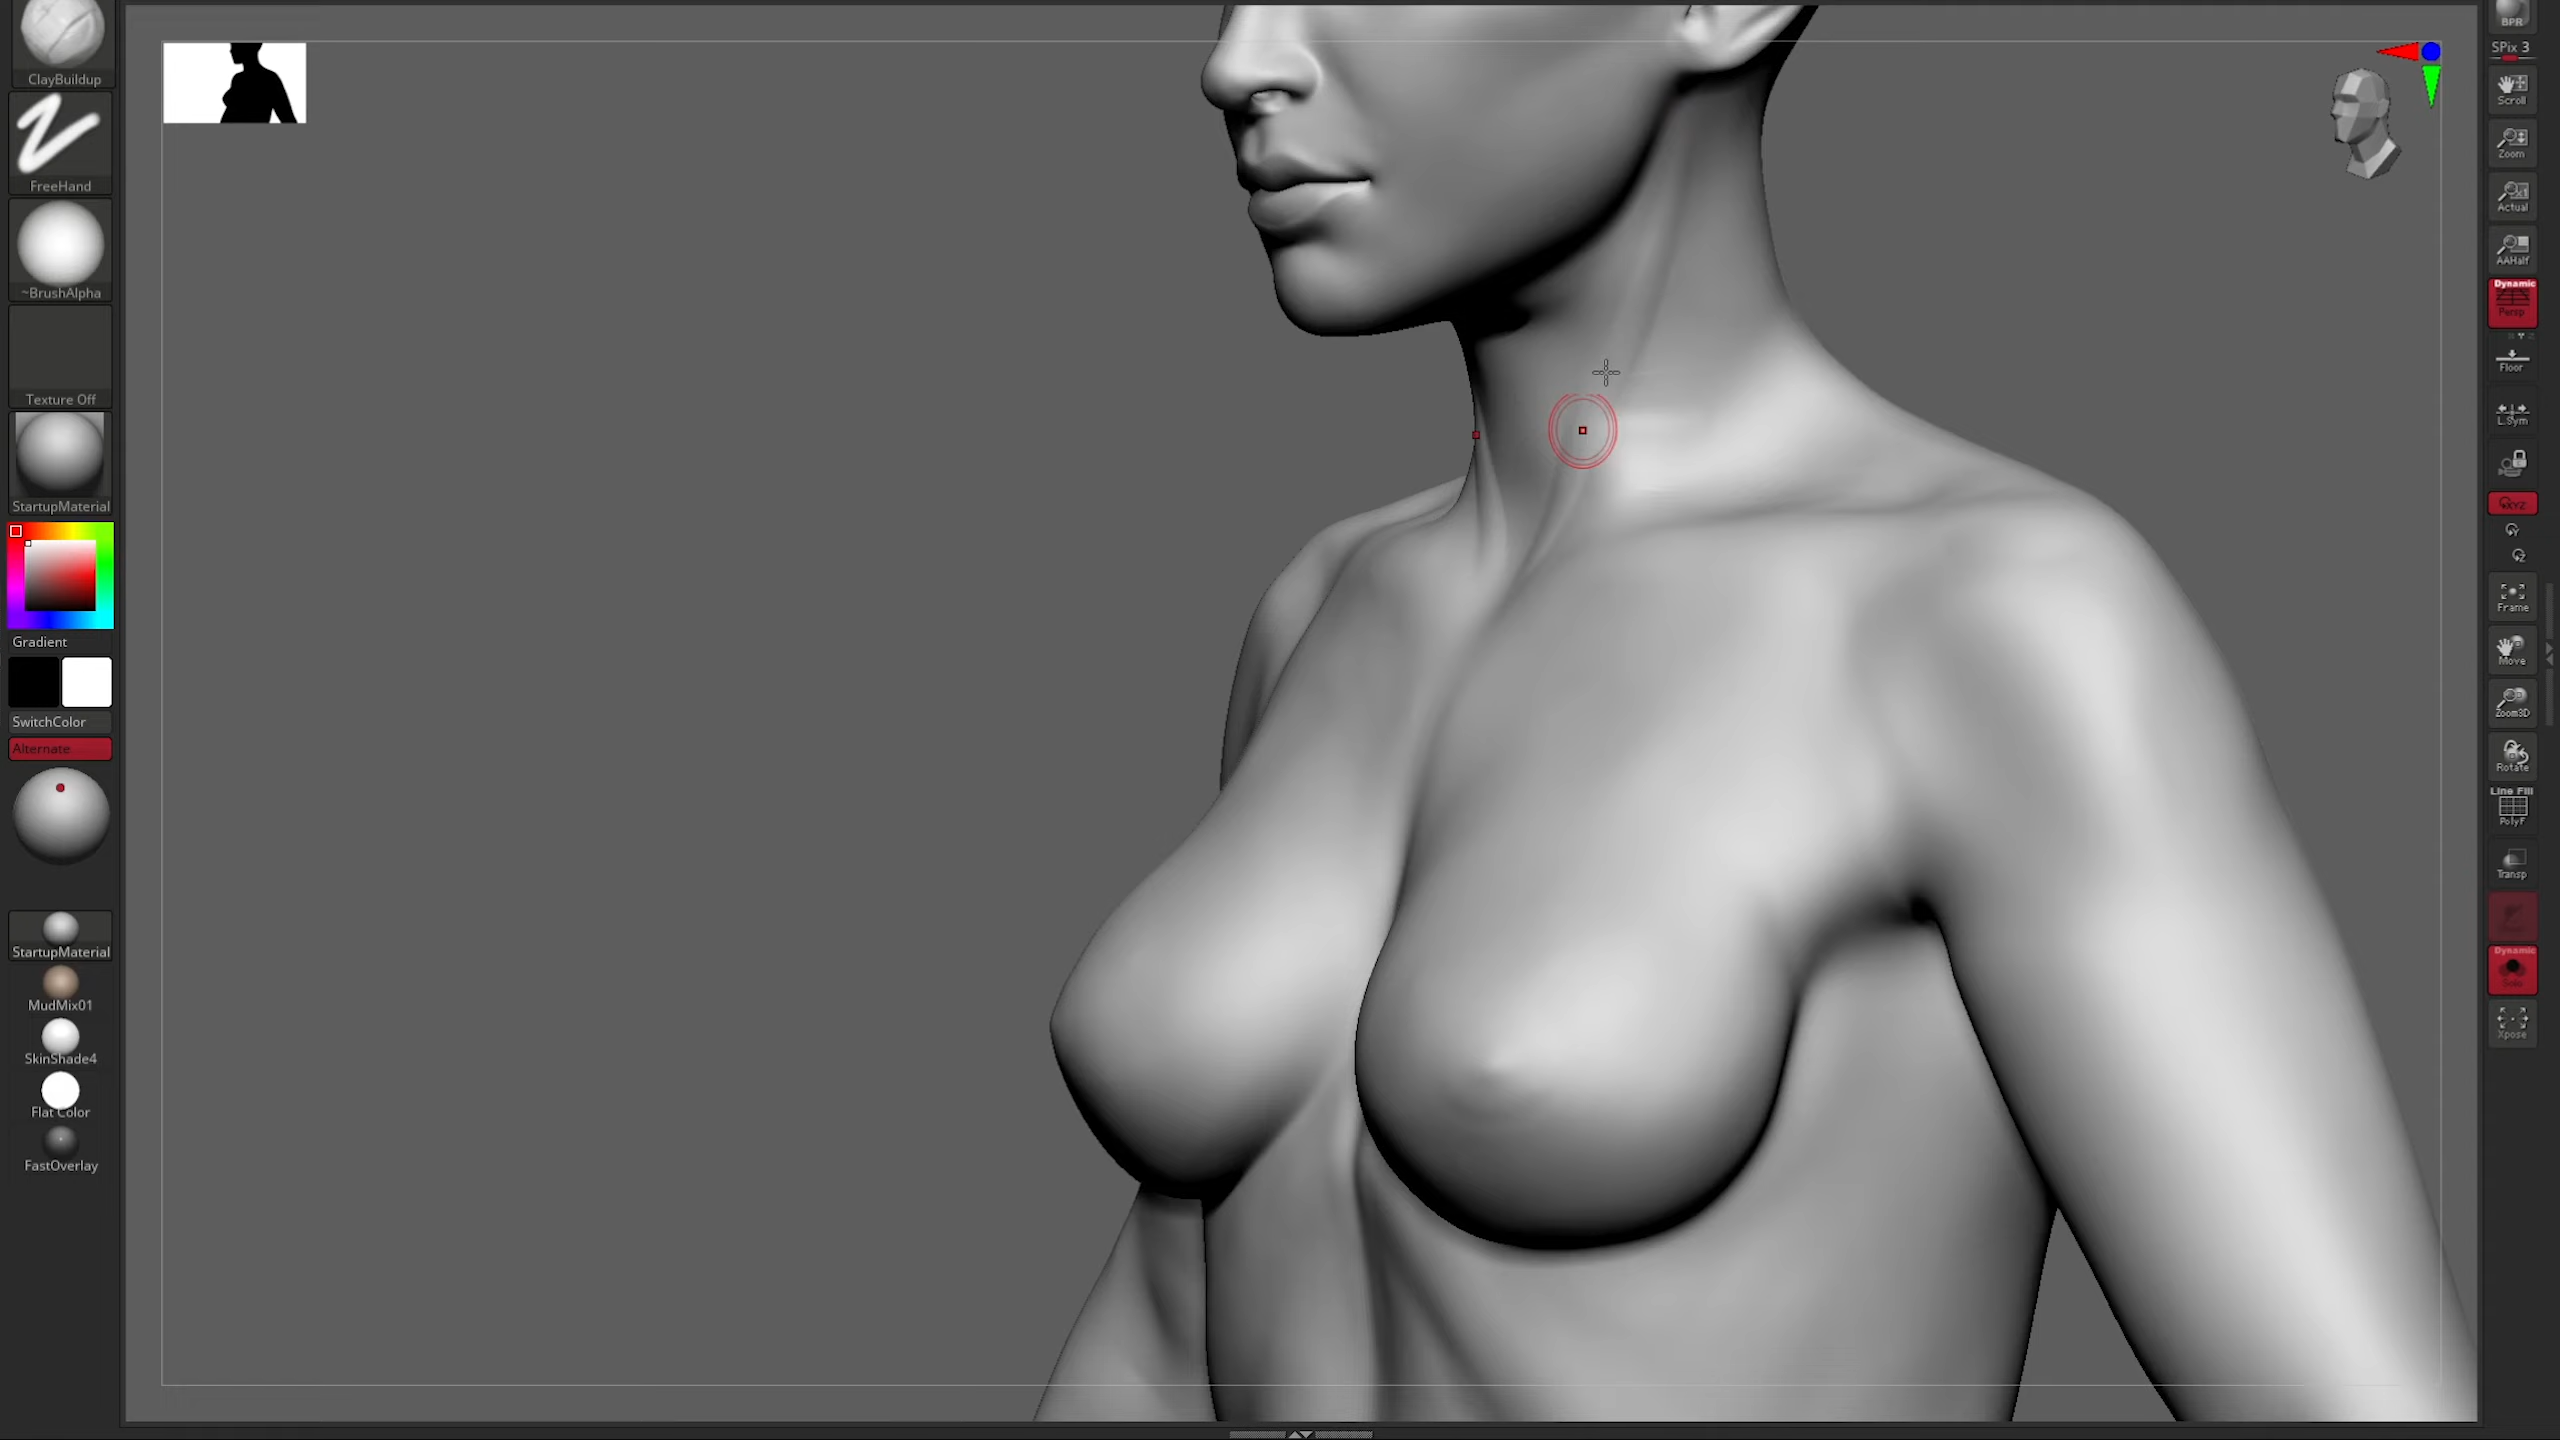 ClayBuildup
FreeHand
~BrushAlpha
Texture Off
StartupMaterial
Gradient
SwitchColor
Alternate
StartupMaterial
MudMix01
SkinShade4
Flat Color
FastOverlay
BPR
SPix 3
Scroll
Zoom
Actual
AAHalf
Dynamic
Persp
Floor
L.Sym
Frame
Move
Zoom3D
Rotate
Line Fill
PolyF
Transp
Dynamic
Solo
Xpose